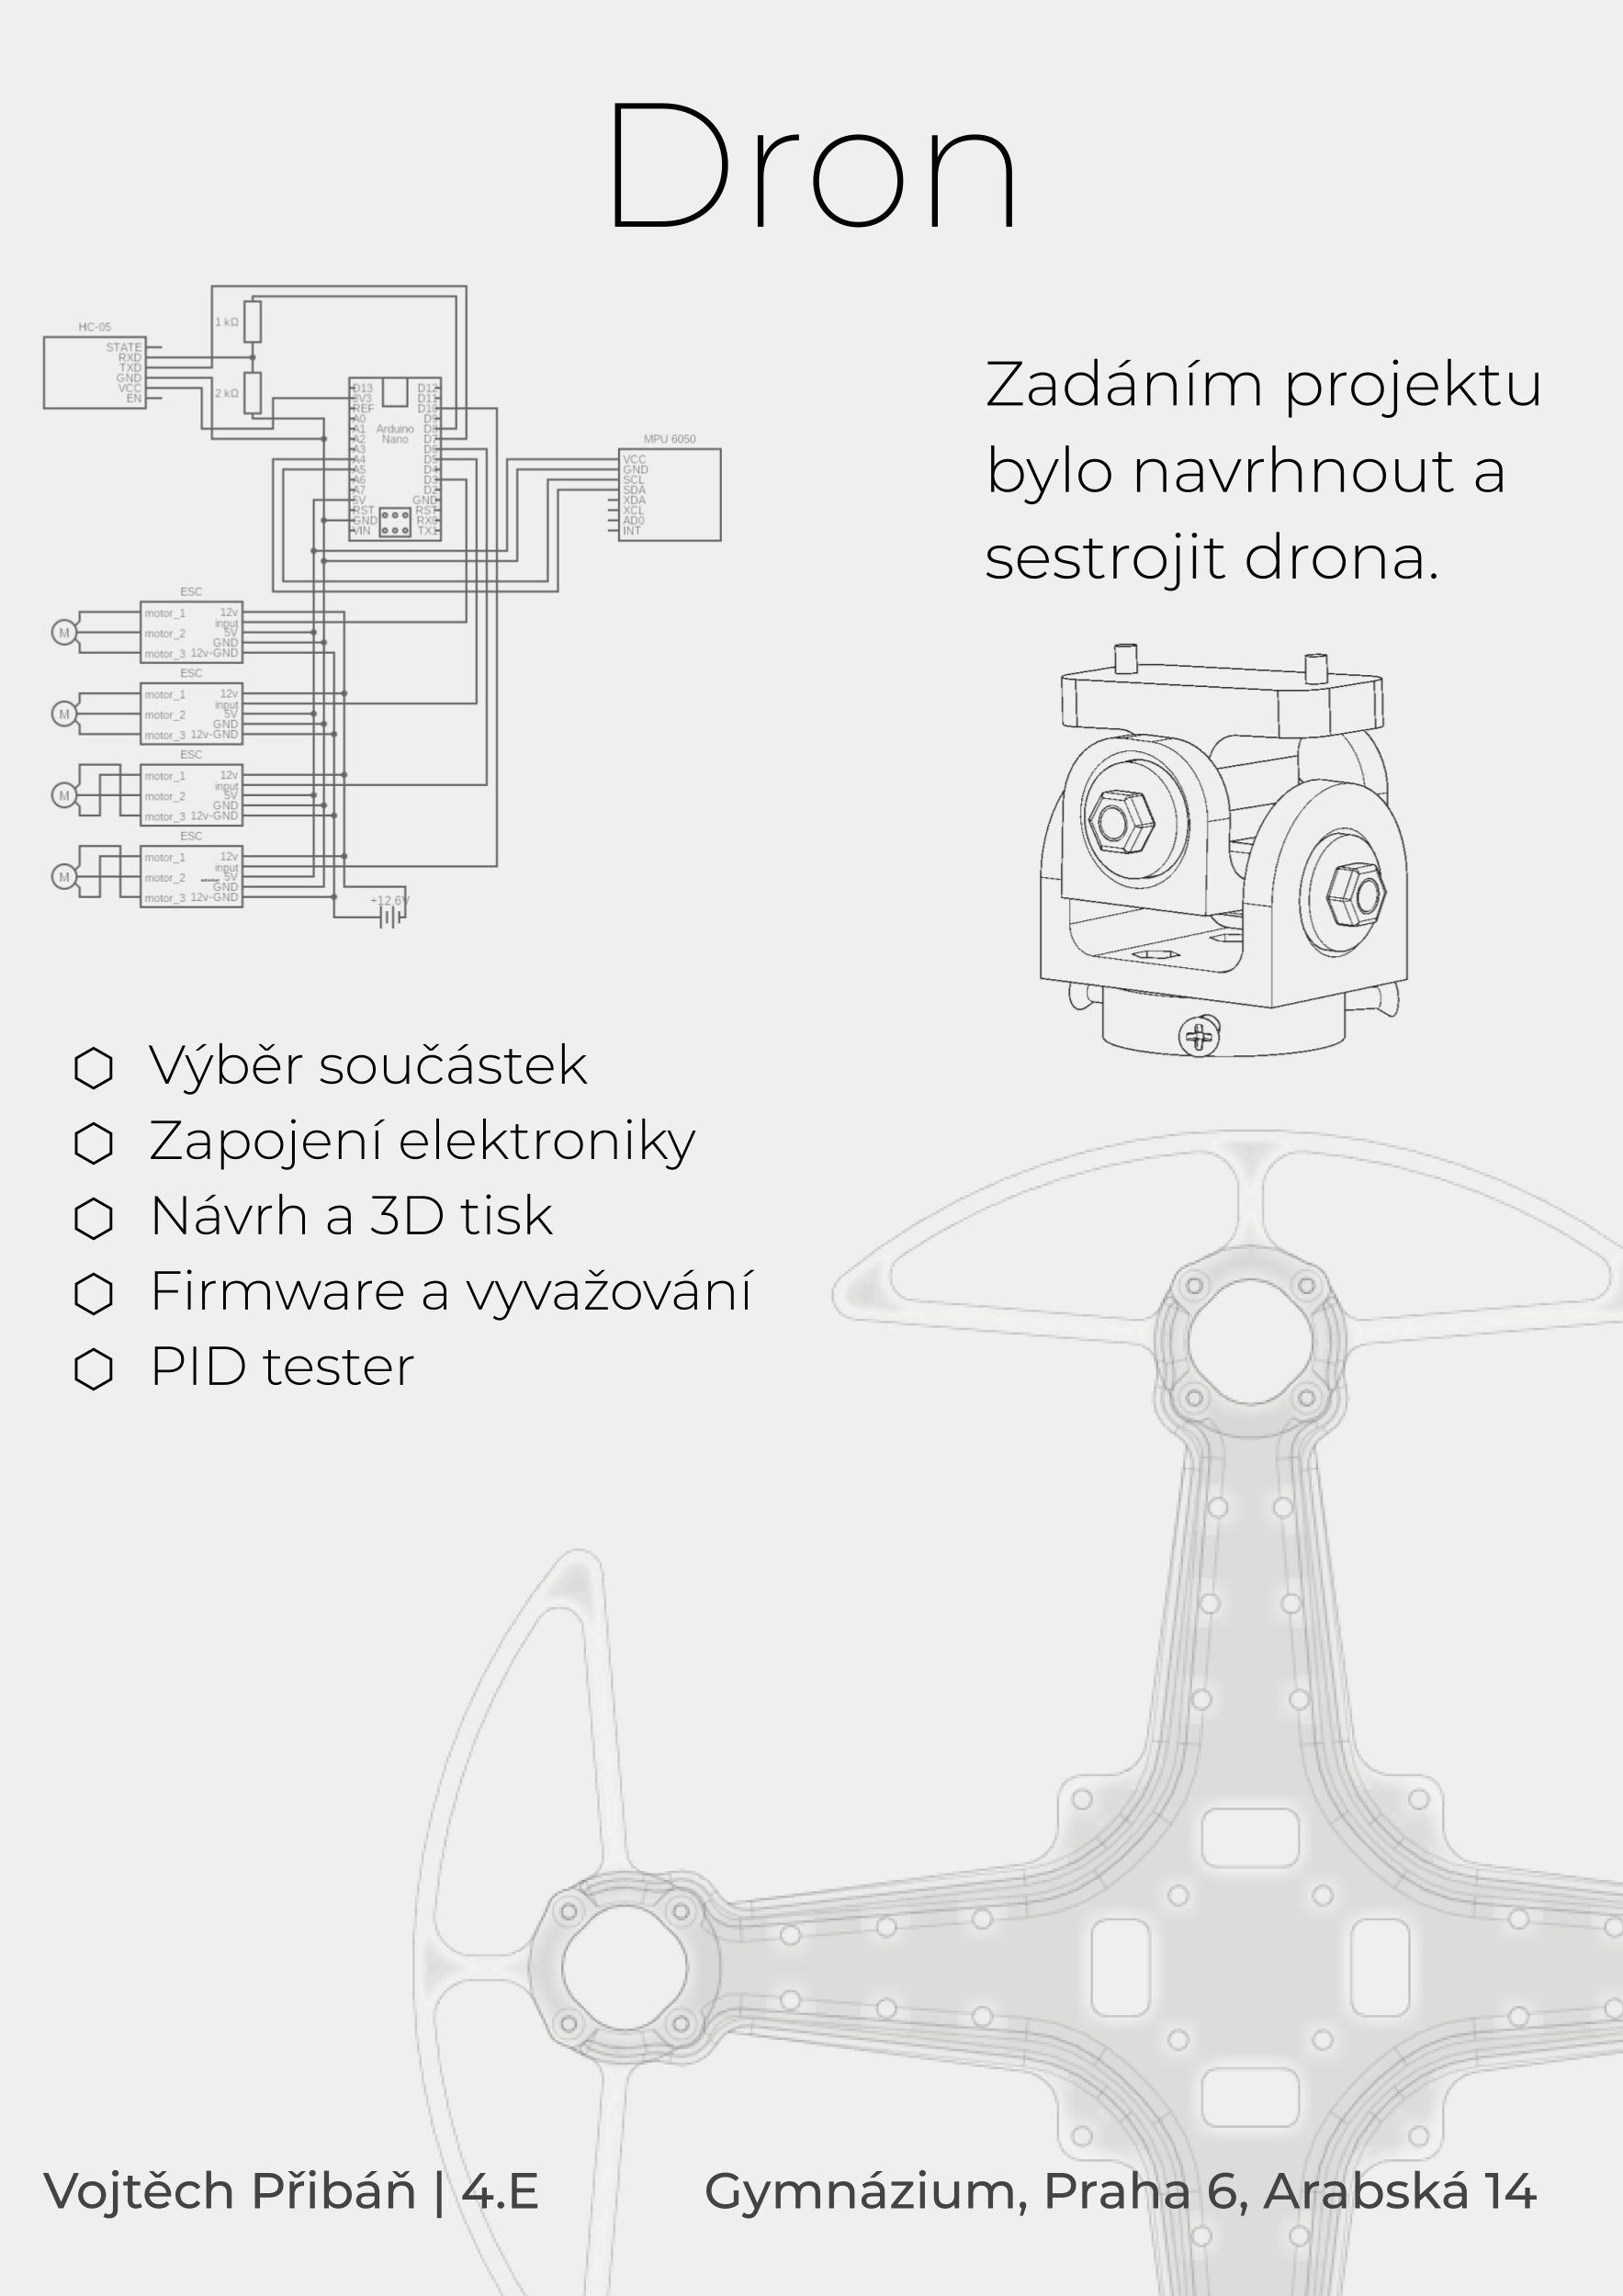 Dron
HC-05
STATE
RXD
TXD
GND
VCC
EN
1 kΩ
2 kΩ
D13
3V3
REF
A0
A1
A2
A3
A4
A5
A6
A7
5V
RST
GND
VIN
Arduino
Nano
D12
D11
D10
D9
D8
D7
D6
D5
D4
D3
D2
GND
RST
RX0
TX1
MPU 6050
VCC
GND
SCL
SDA
XDA
XCL
AD0
INT
Zadáním projektu
bylo navrhnout a
sestrojit drona.
ESC
M
motor_1 12v
input
motor_2 5V
GND
motor_3 12v-GND
ESC
M
motor_1 12v
input
motor_2 5V
GND
motor_3 12v-GND
ESC
M
motor_1 12v
input
motor_2 5V
GND
motor_3 12v-GND
ESC
M
motor_1 12v
input
motor_2 5V
GND
motor_3 12v-GND
+12.6V
Výběr součástek
Zapojení elektroniky
Návrh a 3D tisk
Firmware a vyvažování
PID tester
Vojtěch Přibáň | 4.E
Gymnázium, Praha 6, Arabská 14